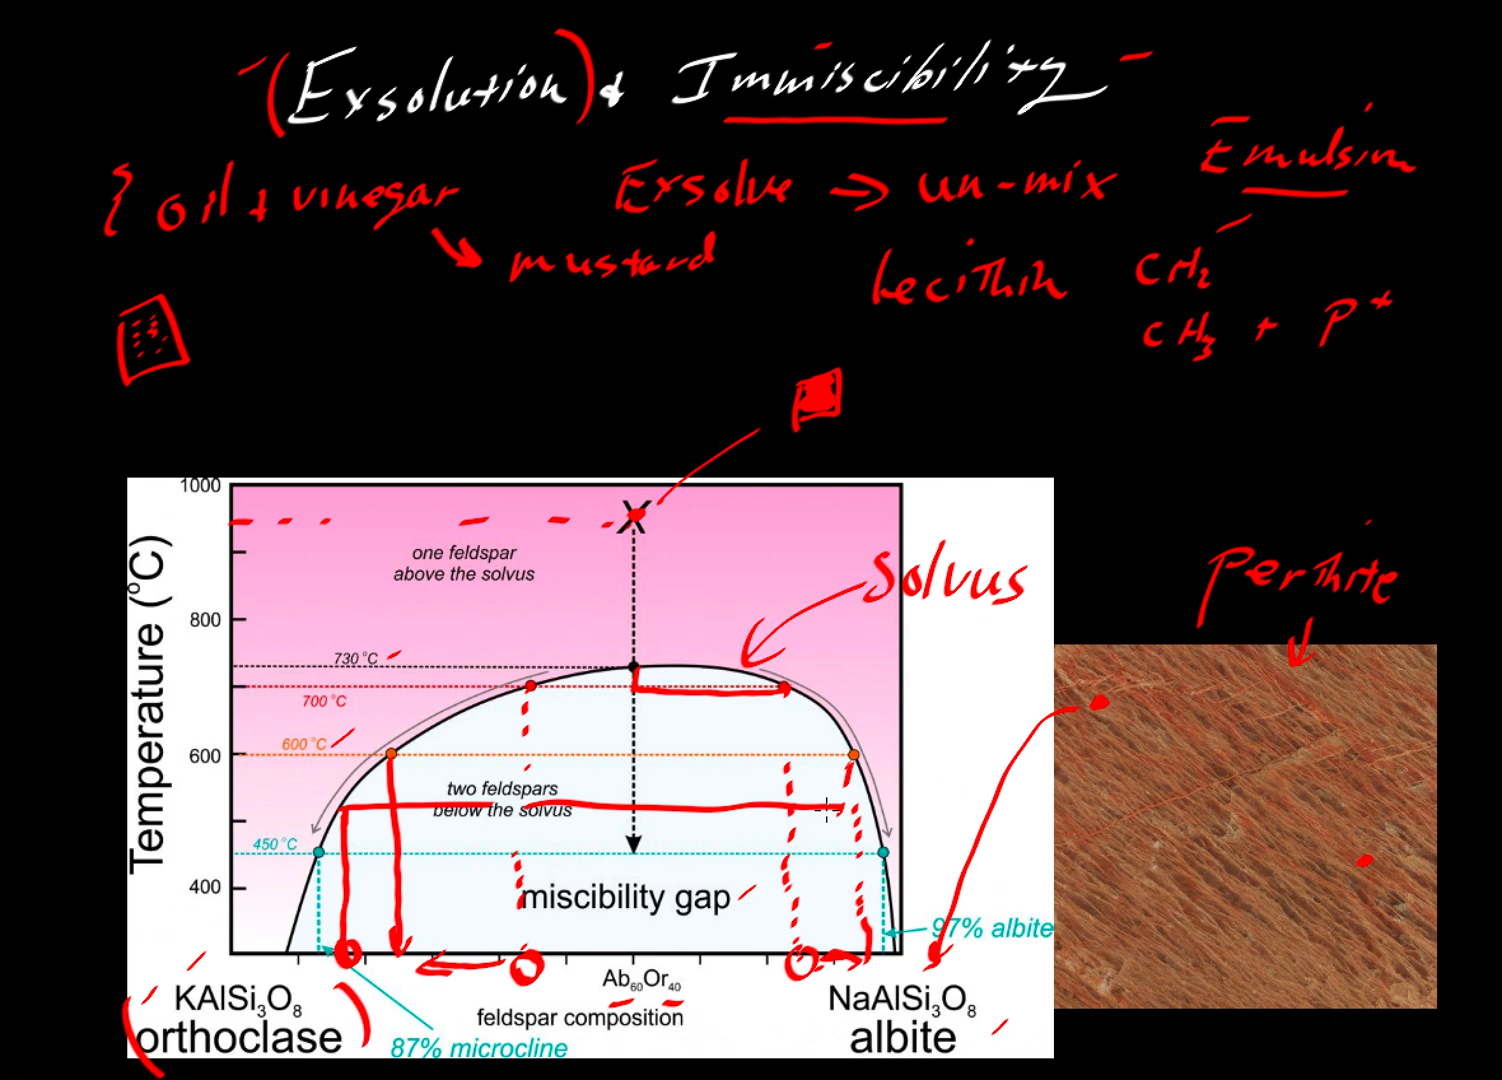 (Exsolution) & Immiscibility
Emulsion
{ oil + vinegar
Exsolve → un-mix
mustard
Lecithin
CH₂
CH₃ + P⁺
1000
800
600
400
Temperature (°C)
one feldspar
above the solvus
Solvus
730 °C
700 °C
600 °C
450 °C
two feldspars
below the solvus
miscibility gap
97% albite
87% microcline
X
Ab₆₀Or₄₀
feldspar composition
KAlSi₃O₈
(orthoclase)
NaAlSi₃O₈
albite
Perthite